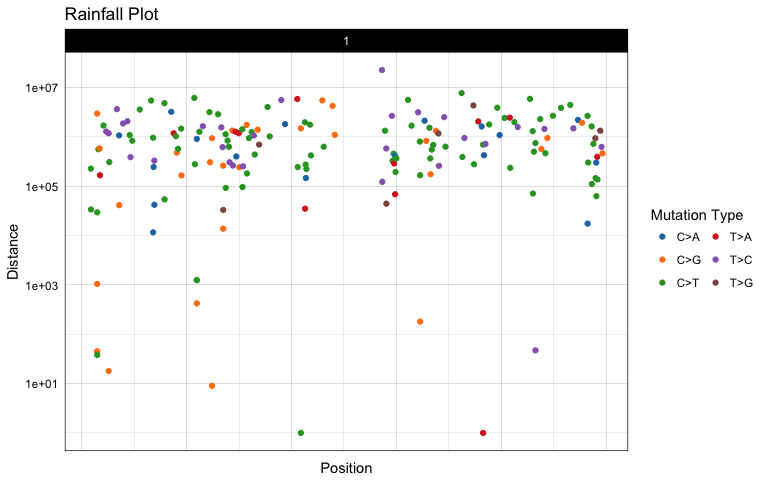 Rainfall Plot
1
1e+07
1e+05
1e+03
1e+01
Distance
Position
Mutation Type
C>A
T>A
C>G
T>C
C>T
T>G